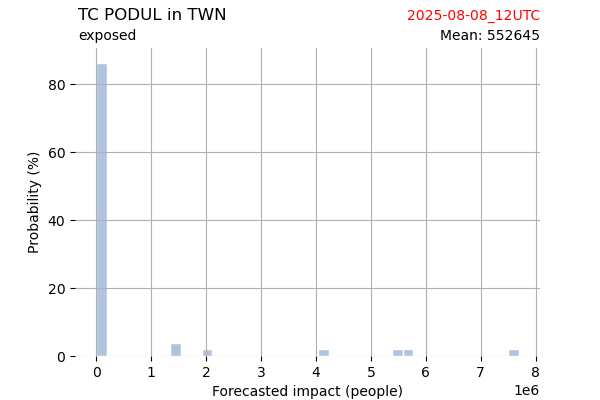 TC PODUL in TWN
2025-08-08_12UTC
exposed
Mean: 552645
80
60
40
20
0
Probability (%)
0 1 2 3 4 5 6 7 8
1e6
Forecasted impact (people)